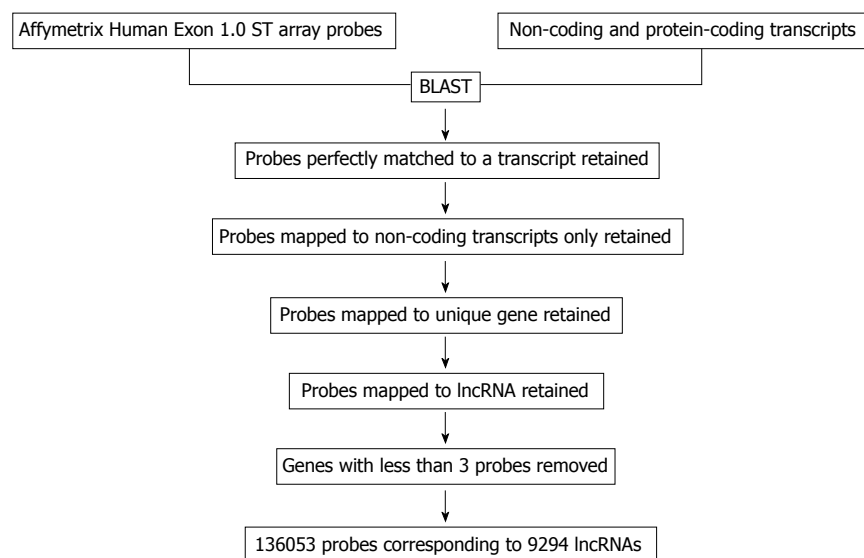 Affymetrix Human Exon 1.0 ST array probes
Non-coding and protein-coding transcripts
BLAST
Probes perfectly matched to a transcript retained
Probes mapped to non-coding transcripts only retained
Probes mapped to unique gene retained
Probes mapped to lncRNA retained
Genes with less than 3 probes removed
136053 probes corresponding to 9294 lncRNAs